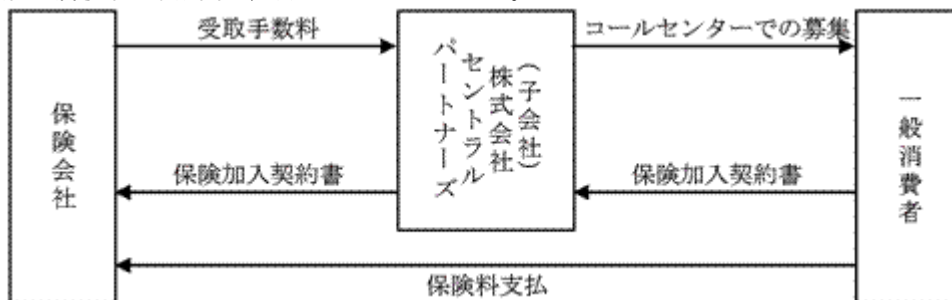 受取手数料
コールセンターでの募集
保険会社
（子会社）
株式会社
セントラル
パートナーズ
一般消費者
保険加入契約書
保険加入契約書
保険料支払